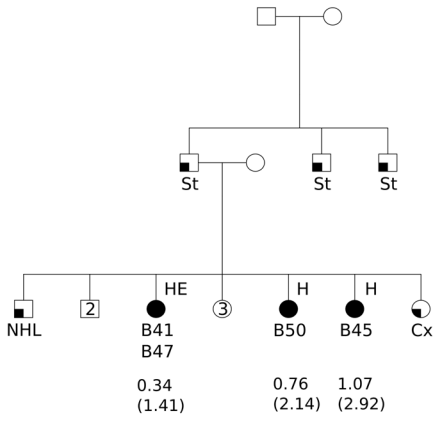 St St St
HE H H
2 3
NHL B41 B50 B45 Cx
B47
0.34 0.76 1.07
(1.41) (2.14) (2.92)